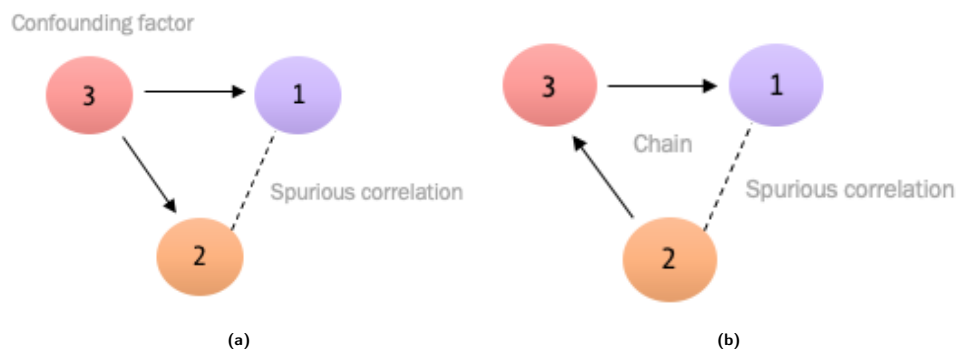 Confounding factor
3
1
Spurious correlation
2
(a)
3
1
Chain
Spurious correlation
2
(b)